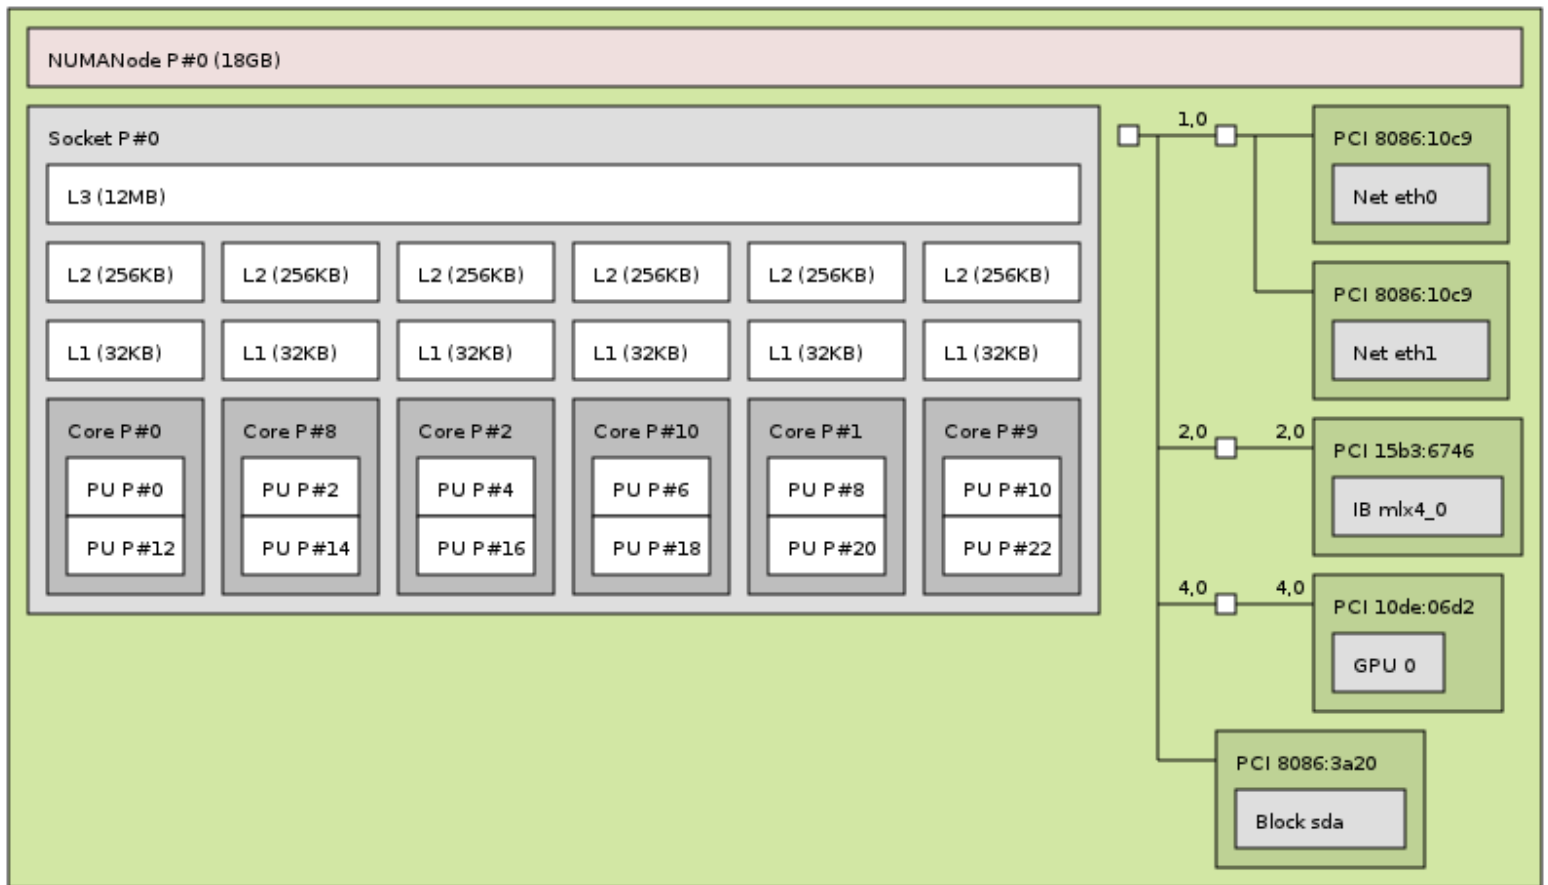 NUMANode P#0 (18GB)
Socket P#0
L3 (12MB)
L2 (256KB) L2 (256KB) L2 (256KB) L2 (256KB) L2 (256KB) L2 (256KB)
L1 (32KB) L1 (32KB) L1 (32KB) L1 (32KB) L1 (32KB) L1 (32KB)
Core P#0 Core P#8 Core P#2 Core P#10 Core P#1 Core P#9
PU P#0 PU P#2 PU P#4 PU P#6 PU P#8 PU P#10
PU P#12 PU P#14 PU P#16 PU P#18 PU P#20 PU P#22
1,0
PCI 8086:10c9
Net eth0
PCI 8086:10c9
Net eth1
2,0 2,0
PCI 15b3:6746
IB mlx4_0
4,0 4,0
PCI 10de:06d2
GPU 0
PCI 8086:3a20
Block sda